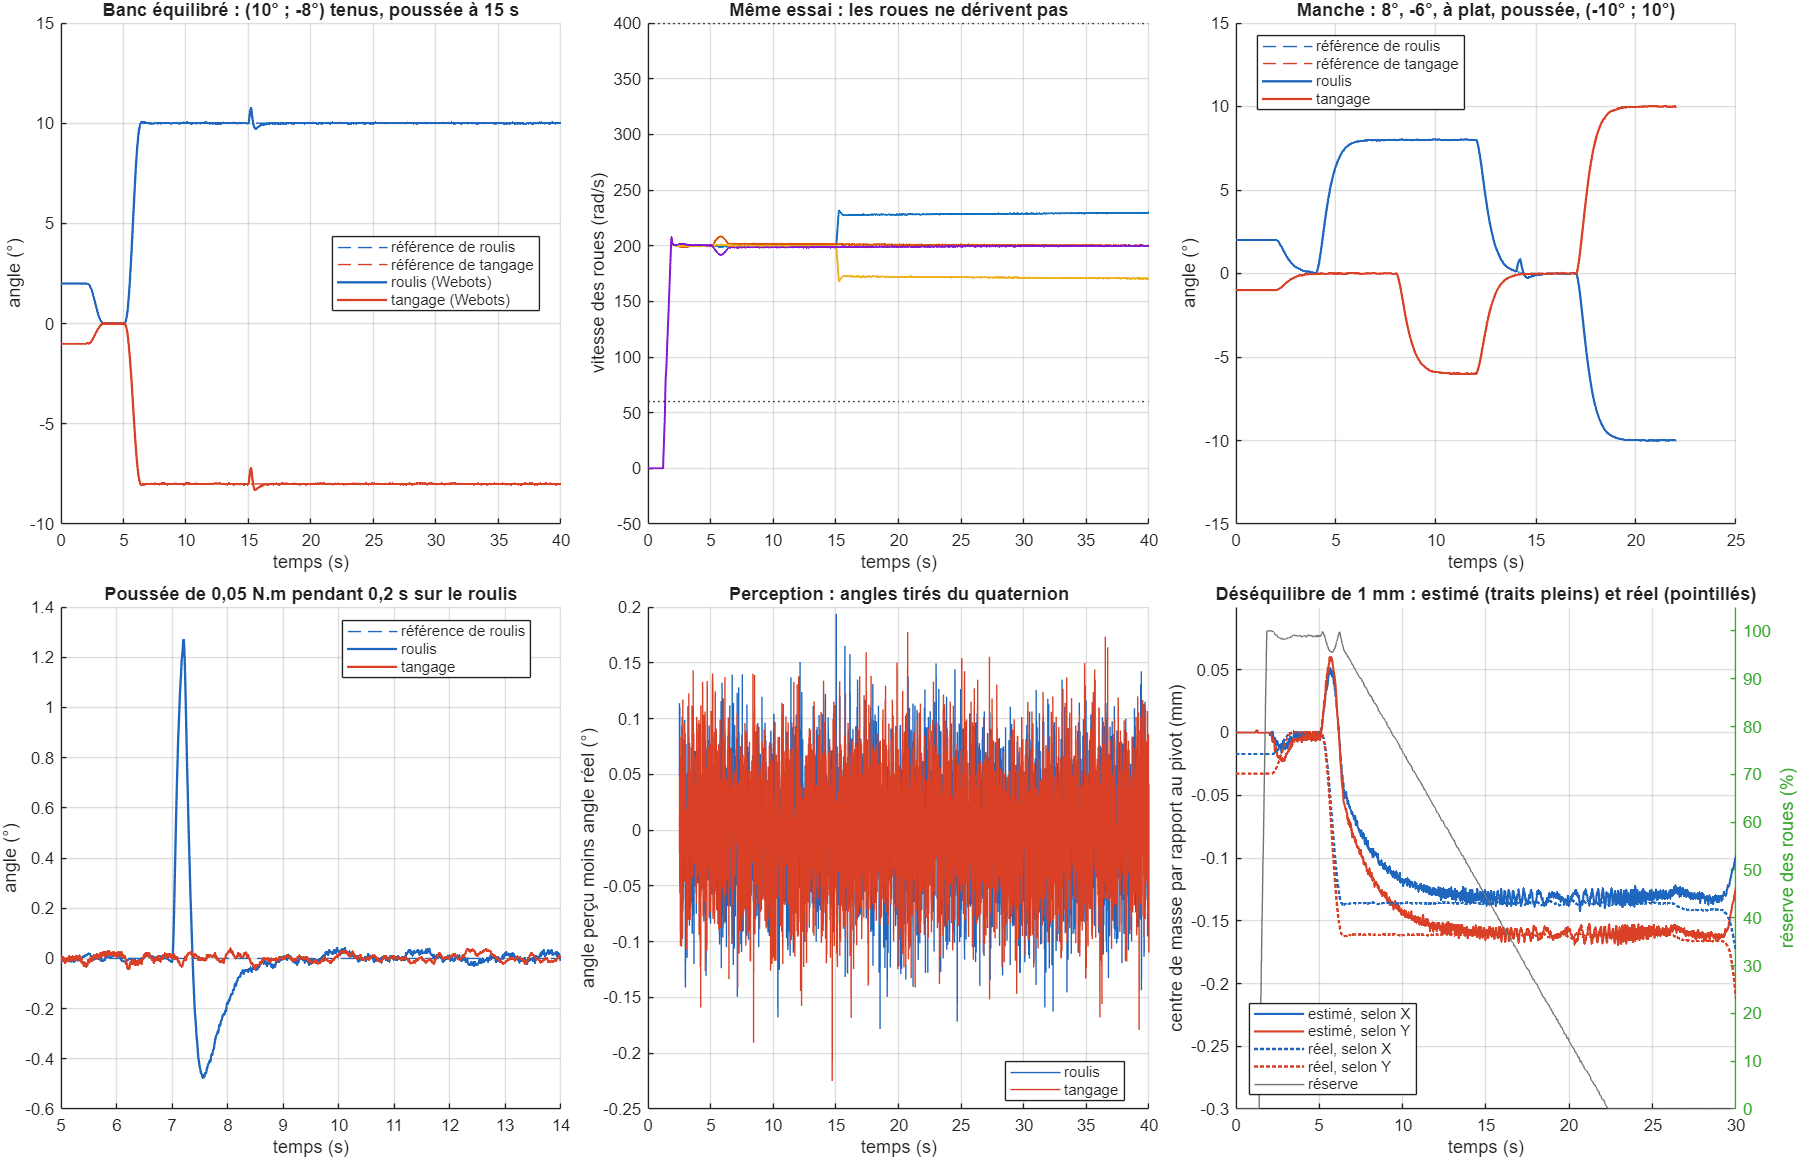 Banc équilibré : (10° ; -8°) tenus, poussée à 15 s
15
10
5
0
-5
-10
angle (°)
référence de roulis
référence de tangage
roulis (Webots)
tangage (Webots)
0 5 10 15 20 25 30 35 40
temps (s)
Même essai : les roues ne dérivent pas
400
350
300
250
200
150
100
50
0
-50
vitesse des roues (rad/s)
0 5 10 15 20 25 30 35 40
temps (s)
Manche : 8°, -6°, à plat, poussée, (-10° ; 10°)
15
10
5
0
-5
-10
-15
angle (°)
référence de roulis
référence de tangage
roulis
tangage
0 5 10 15 20 25
temps (s)
Poussée de 0,05 N.m pendant 0,2 s sur le roulis
1.4
1.2
1
0.8
0.6
0.4
0.2
0
-0.2
-0.4
-0.6
angle (°)
référence de roulis
roulis
tangage
5 6 7 8 9 10 11 12 13 14
temps (s)
Perception : angles tirés du quaternion
0.2
0.15
0.1
0.05
0
-0.05
-0.1
-0.15
-0.2
-0.25
angle perçu moins angle réel (°)
roulis
tangage
0 5 10 15 20 25 30 35 40
temps (s)
Déséquilibre de 1 mm : estimé (traits pleins) et réel (pointillés)
0.05
0
-0.05
-0.1
-0.15
-0.2
-0.25
-0.3
centre de masse par rapport au pivot (mm)
estimé, selon X
estimé, selon Y
réel, selon X
réel, selon Y
réserve
100
90
80
70
60
50
40
30
20
10
0
réserve des roues (%)
0 5 10 15 20 25 30
temps (s)